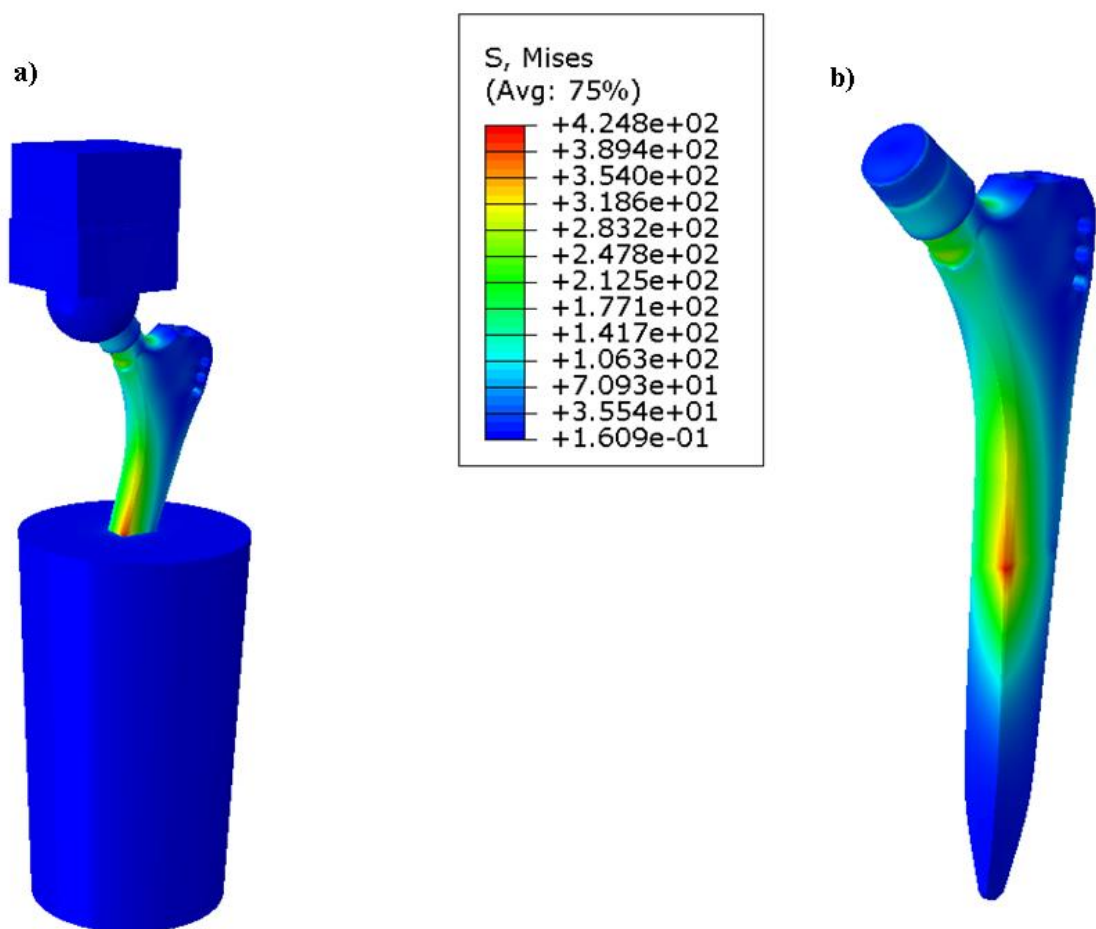 a)
S, Mises
(Avg: 75%)
+4.248e+02
+3.894e+02
+3.540e+02
+3.186e+02
+2.832e+02
+2.478e+02
+2.125e+02
+1.771e+02
+1.417e+02
+1.063e+02
+7.093e+01
+3.554e+01
+1.609e-01
b)